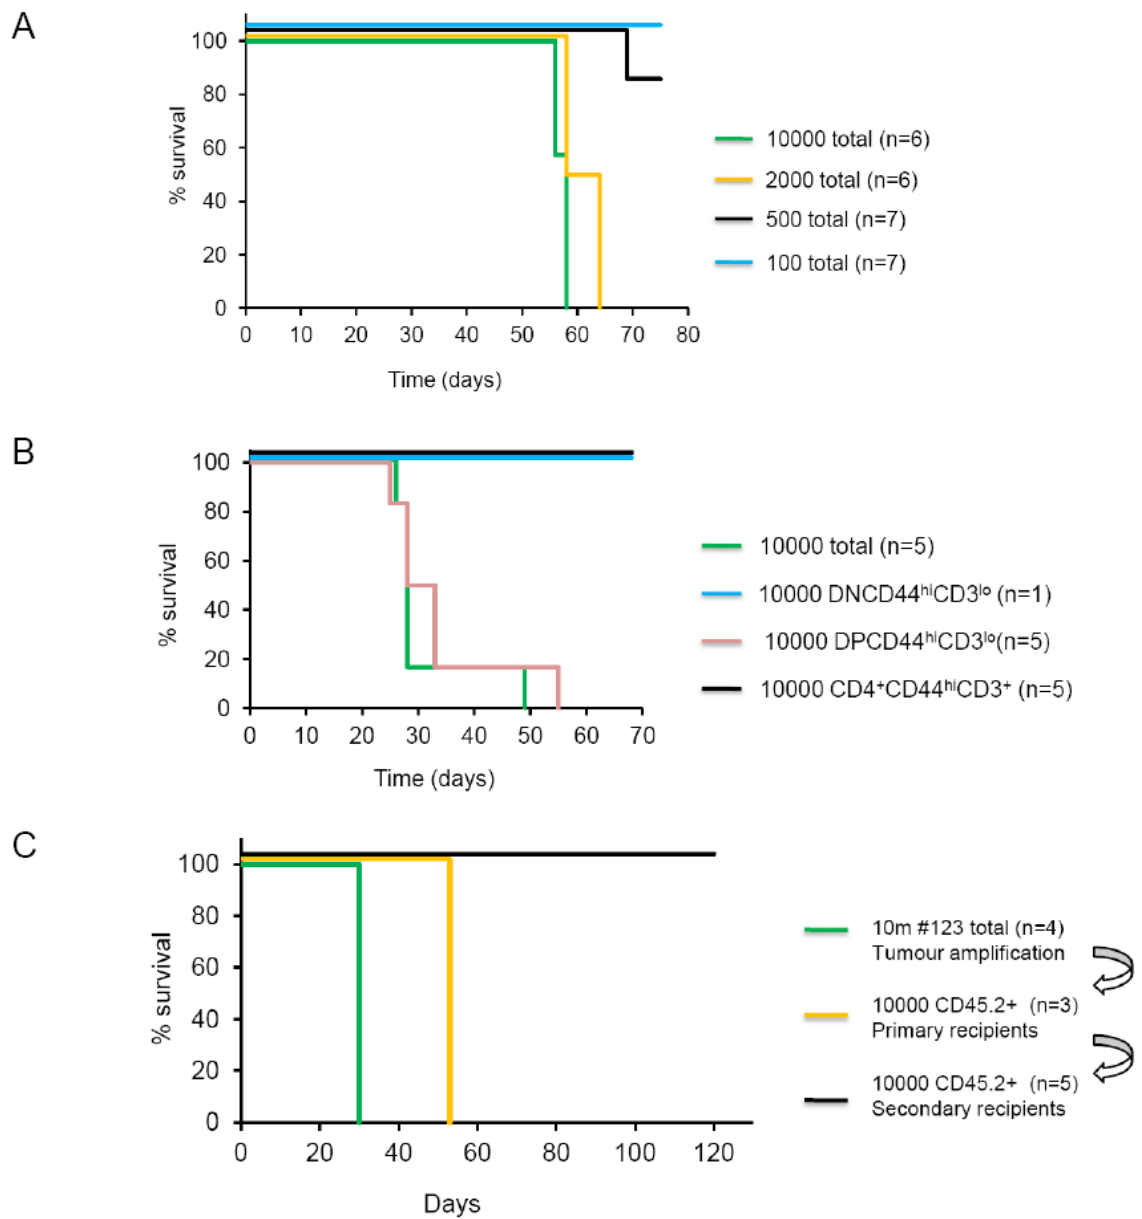 A
% survival
100
80
60
40
20
0
0 10 20 30 40 50 60 70 80
Time (days)
10000 total (n=6)
2000 total (n=6)
500 total (n=7)
100 total (n=7)
B
% survival
100
80
60
40
20
0
0 10 20 30 40 50 60 70
Time (days)
10000 total (n=5)
10000 DNCD44ʰⁱCD3ˡᵒ (n=1)
10000 DPCD44ʰⁱCD3ˡᵒ(n=5)
10000 CD4⁺CD44ʰⁱCD3⁺ (n=5)
C
% survival
100
80
60
40
20
0
0 20 40 60 80 100 120
Days
10m #123 total (n=4)
Tumour amplification
10000 CD45.2+ (n=3)
Primary recipients
10000 CD45.2+ (n=5)
Secondary recipients